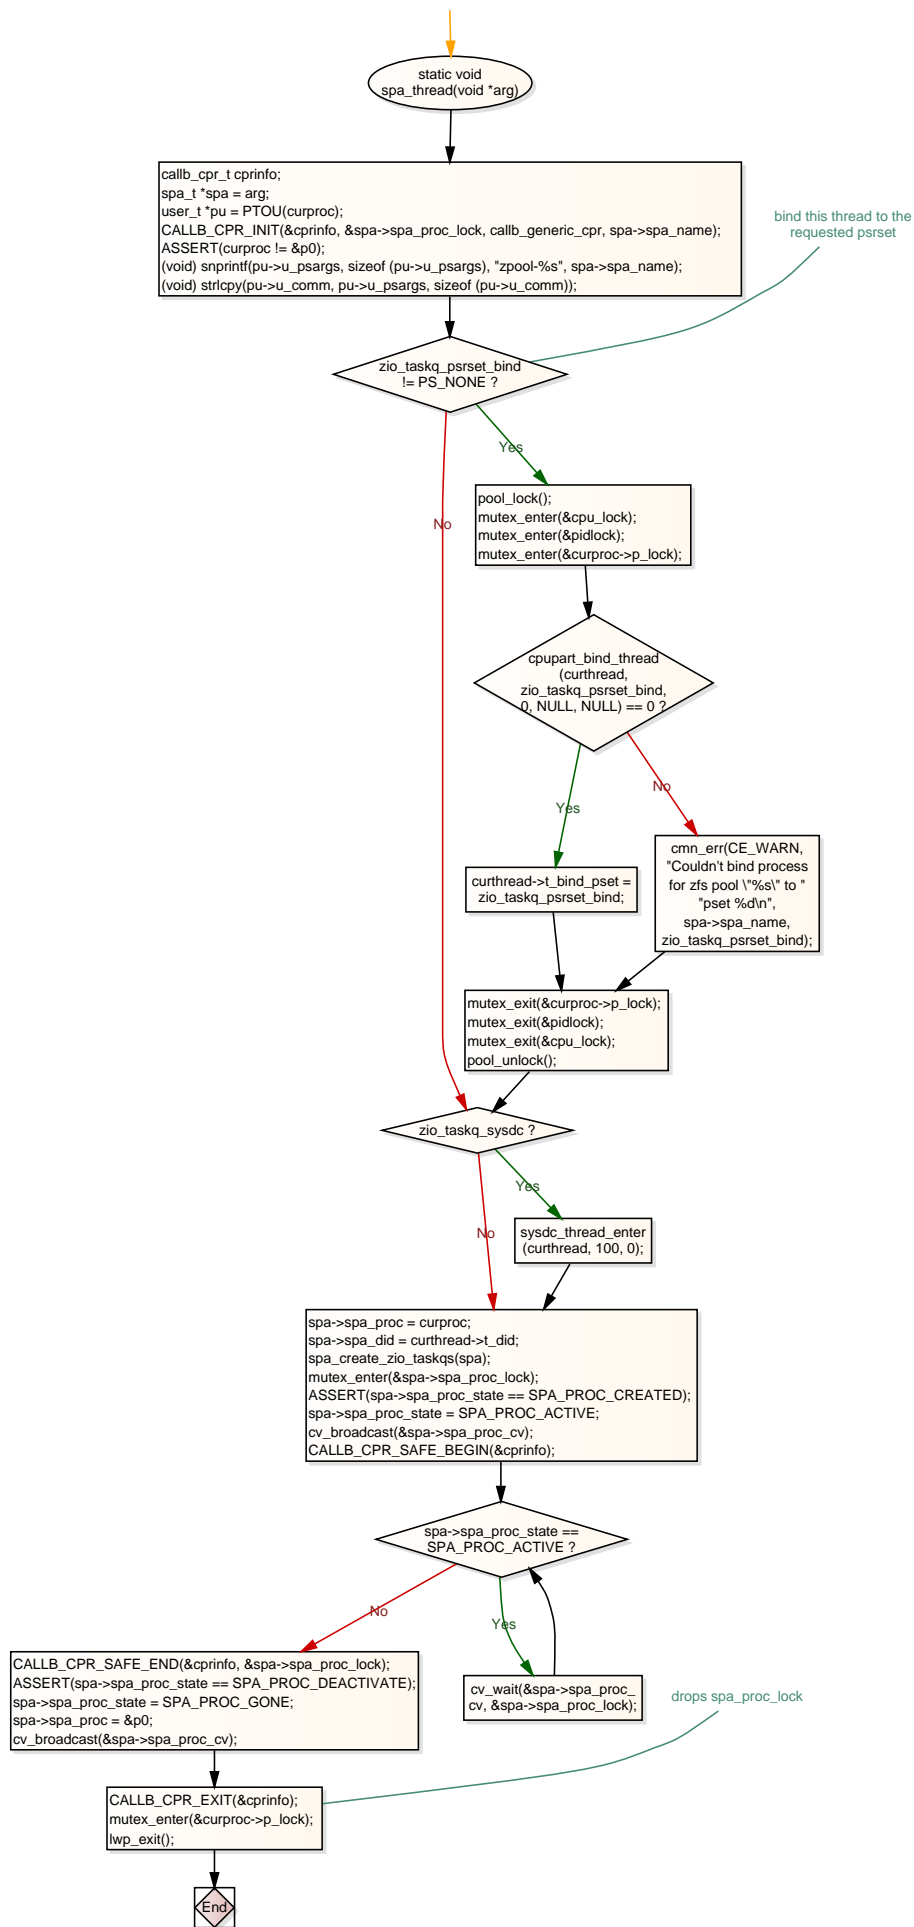 static void
spa_thread(void *arg)
callb_cpr_t cprinfo;
spa_t *spa = arg;
user_t *pu = PTOU(curproc);
CALLB_CPR_INIT(&cprinfo, &spa->spa_proc_lock, callb_generic_cpr, spa->spa_name);
ASSERT(curproc != &p0);
(void) snprintf(pu->u_psargs, sizeof (pu->u_psargs), "zpool-%s", spa->spa_name);
(void) strlcpy(pu->u_comm, pu->u_psargs, sizeof (pu->u_comm));
bind this thread to the
requested psrset
zio_taskq_psrset_bind
!= PS_NONE ?
Yes
No
pool_lock();
mutex_enter(&cpu_lock);
mutex_enter(&pidlock);
mutex_enter(&curproc->p_lock);
cpupart_bind_thread
(curthread,
zio_taskq_psrset_bind,
0, NULL, NULL) == 0 ?
Yes
No
curthread->t_bind_pset =
zio_taskq_psrset_bind;
cmn_err(CE_WARN,
"Couldn't bind process
for zfs pool \"%s\" to "
"pset %d\n",
spa->spa_name,
zio_taskq_psrset_bind);
mutex_exit(&curproc->p_lock);
mutex_exit(&pidlock);
mutex_exit(&cpu_lock);
pool_unlock();
zio_taskq_sysdc ?
Yes
No
sysdc_thread_enter
(curthread, 100, 0);
spa->spa_proc = curproc;
spa->spa_did = curthread->t_did;
spa_create_zio_taskqs(spa);
mutex_enter(&spa->spa_proc_lock);
ASSERT(spa->spa_proc_state == SPA_PROC_CREATED);
spa->spa_proc_state = SPA_PROC_ACTIVE;
cv_broadcast(&spa->spa_proc_cv);
CALLB_CPR_SAFE_BEGIN(&cprinfo);
spa->spa_proc_state ==
SPA_PROC_ACTIVE ?
No
Yes
CALLB_CPR_SAFE_END(&cprinfo, &spa->spa_proc_lock);
ASSERT(spa->spa_proc_state == SPA_PROC_DEACTIVATE);
spa->spa_proc_state = SPA_PROC_GONE;
spa->spa_proc = &p0;
cv_broadcast(&spa->spa_proc_cv);
cv_wait(&spa->spa_proc_
cv, &spa->spa_proc_lock);
drops spa_proc_lock
CALLB_CPR_EXIT(&cprinfo);
mutex_enter(&curproc->p_lock);
lwp_exit();
End